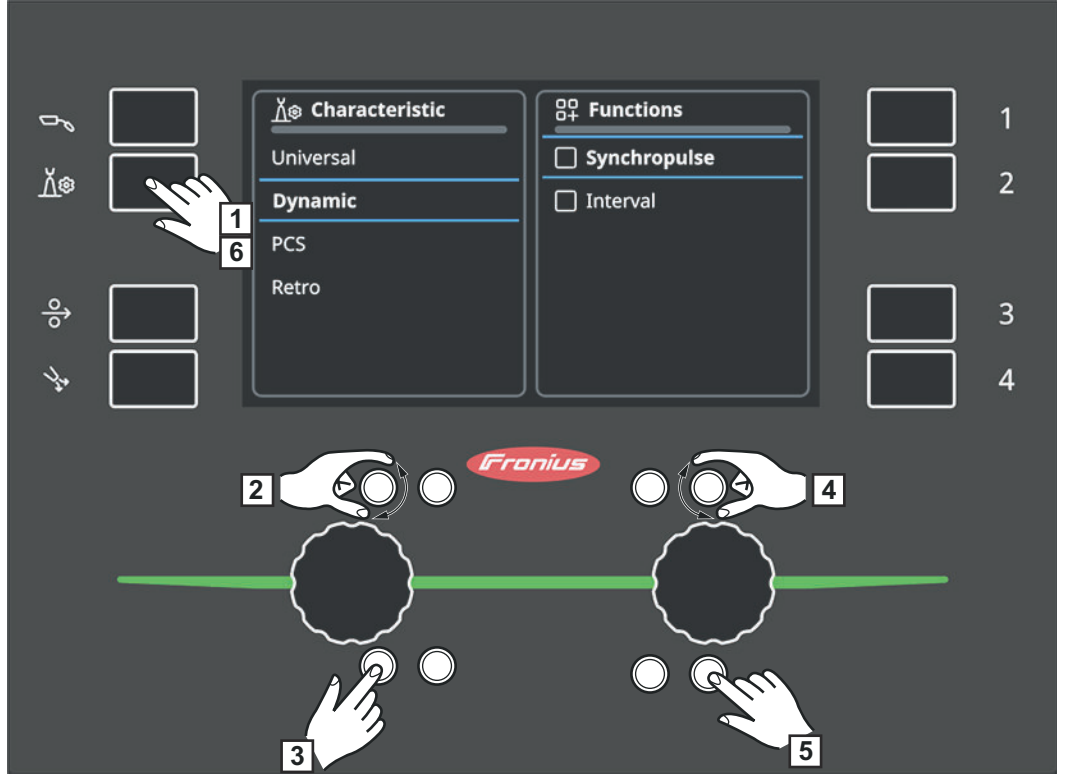 Characteristic
Universal
Dynamic
PCS
Retro
Functions
Synchropulse
Interval
1
2
3
4
1
6
Fronius
2
4
3
5